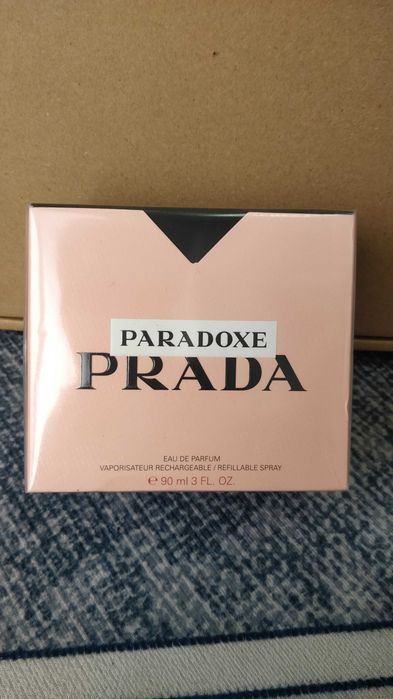 PARADOXE
PRADA
EAU DE PARFUM
VAPORISATEUR RECHARGEABLE / REFILLABLE SPRAY
℮ 90 ml 3 FL. OZ.